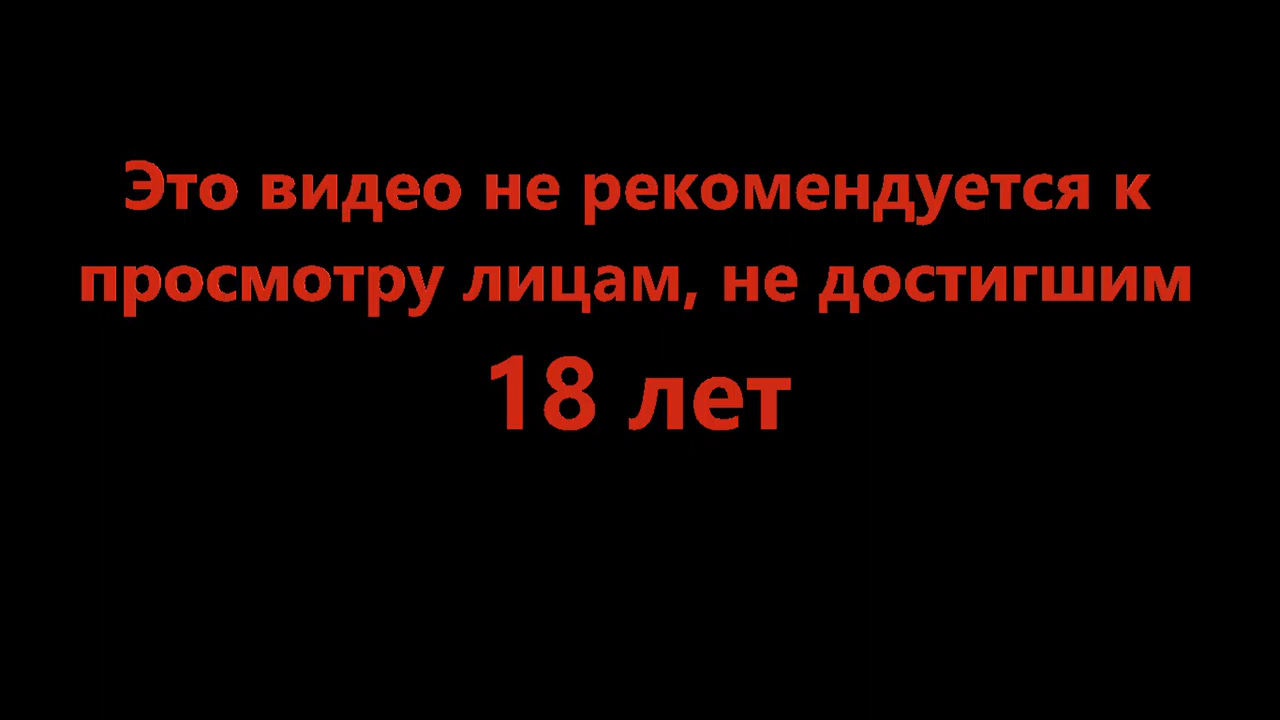 Это видео не рекомендуется к
просмотру лицам, не достигшим
18 лет